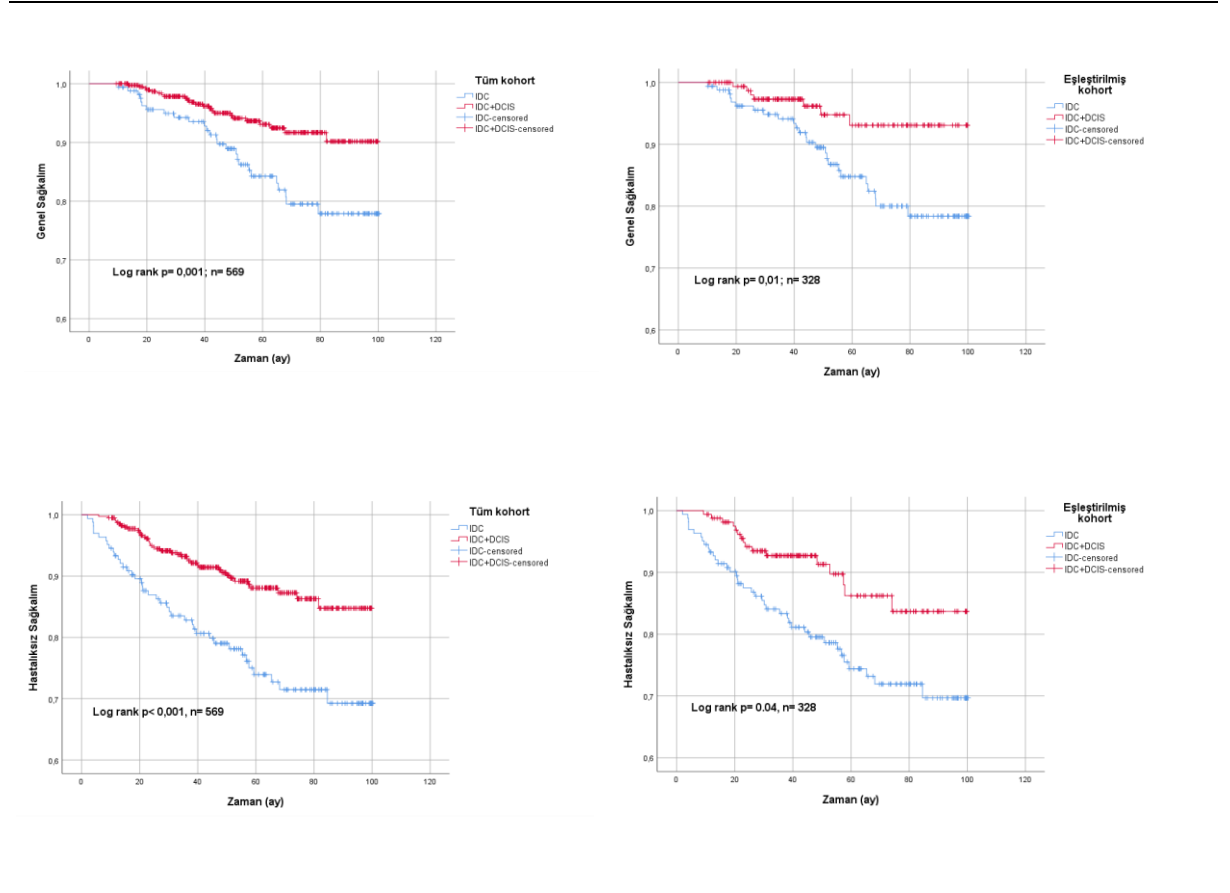 Tüm kohort
IDC
IDC+DCIS
IDC-censored
IDC+DCIS-censored
1,0
0,9
0,8
0,7
0,6
Genel Sağkalım
Log rank p= 0,001; n= 569
0 20 40 60 80 100 120
Zaman (ay)
Eşleştirilmiş
kohort
IDC
IDC+DCIS
IDC-censored
IDC+DCIS-censored
1,0
0,9
0,8
0,7
0,6
Genel Sağkalım
Log rank p= 0,01; n= 328
0 20 40 60 80 100 120
Zaman (ay)
Tüm kohort
IDC
IDC+DCIS
IDC-censored
IDC+DCIS-censored
1,0
0,9
0,8
0,7
0,6
Hastalıksız Sağkalım
Log rank p< 0,001, n= 569
0 20 40 60 80 100 120
Zaman (ay)
Eşleştirilmiş
kohort
IDC
IDC+DCIS
IDC-censored
IDC+DCIS-censored
1,0
0,9
0,8
0,7
0,6
Hastalıksız Sağkalım
Log rank p= 0.04, n= 328
0 20 40 60 80 100 120
Zaman (ay)